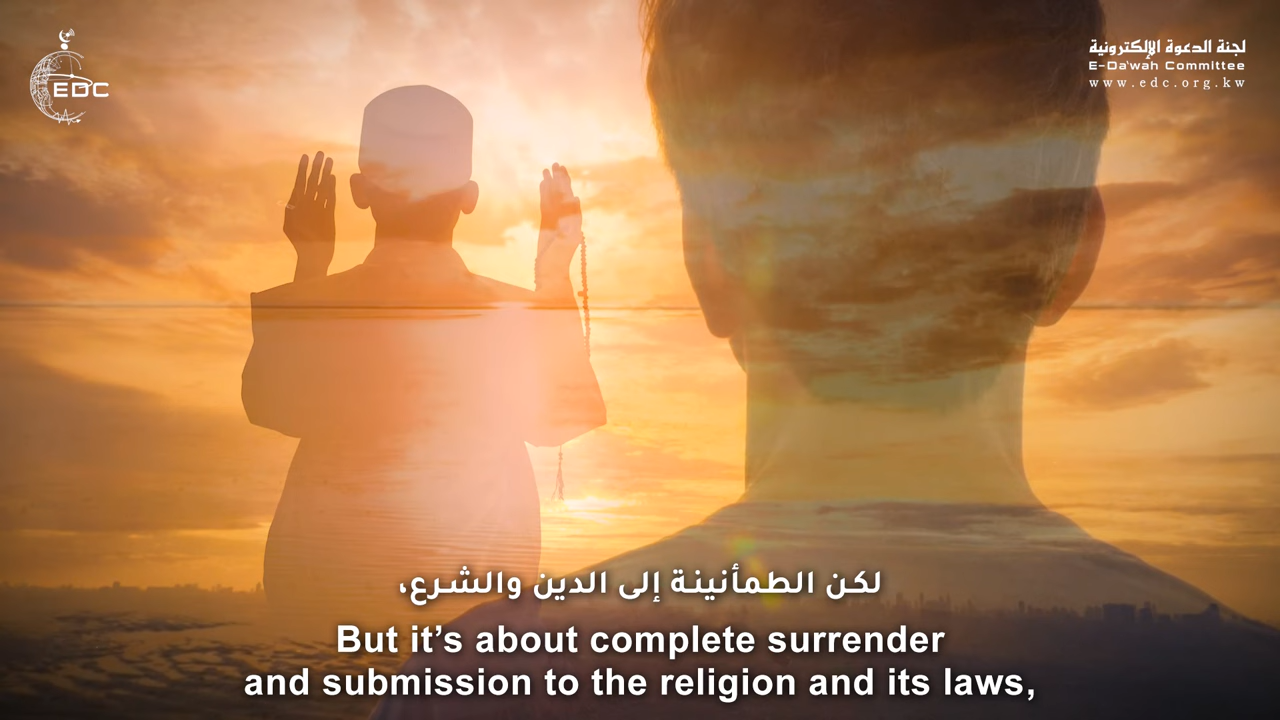 EDC
لجنة الدعوة الإلكترونية
E-Da'wah Committee
www.edc.org.kw
لكن الطمأنينة إلى الدين والشرع،
But it's about complete surrender
and submission to the religion and its laws,